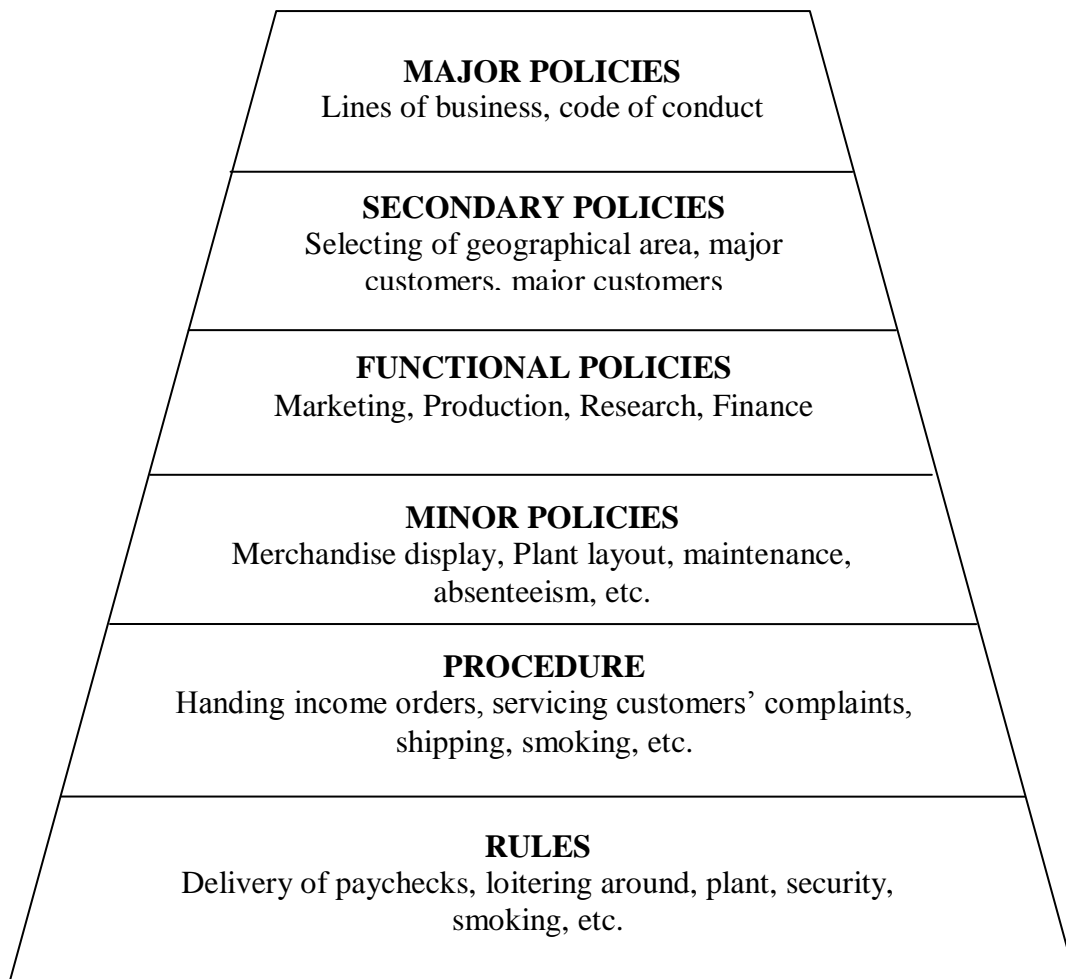 MAJOR POLICIES
Lines of business, code of conduct
SECONDARY POLICIES
Selecting of geographical area, major
customers, major customers
FUNCTIONAL POLICIES
Marketing, Production, Research, Finance
MINOR POLICIES
Merchandise display, Plant layout, maintenance,
absenteeism, etc.
PROCEDURE
Handing income orders, servicing customers’ complaints,
shipping, smoking, etc.
RULES
Delivery of paychecks, loitering around, plant, security,
smoking, etc.